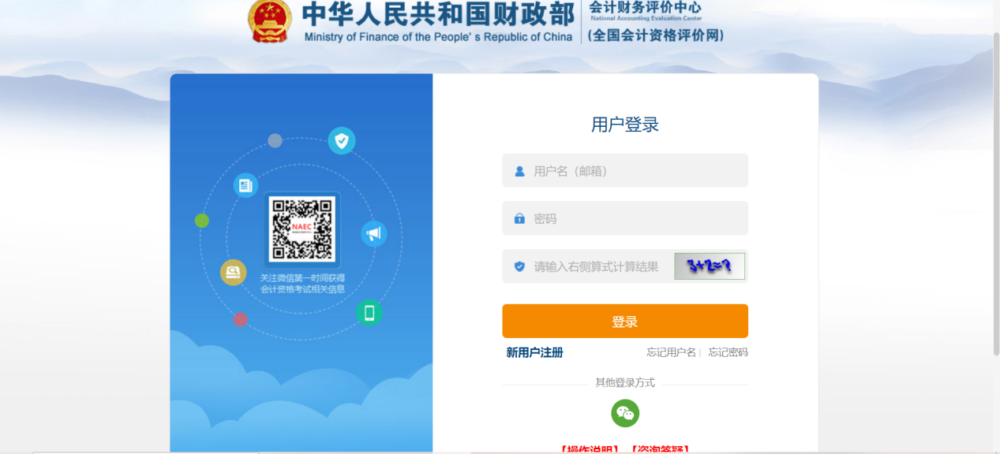 中华人民共和国财政部
Ministry of Finance of the People' s Republic of China
会计财务评价中心
National Accounting Evaluation Center
(全国会计资格评价网)
NAEC
关注微信第一时间获得
会计资格考试相关信息
用户登录
用户名（邮箱）
密码
请输入右侧算式计算结果
3+2=?
登录
新用户注册
忘记用户名| 忘记密码
其他登录方式
【操作说明】 【咨询答疑】